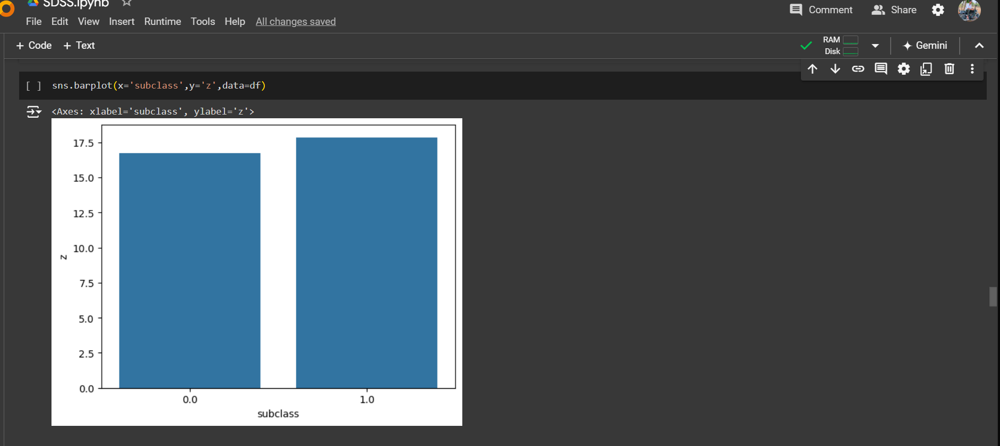 SDSS.ipynb
Comment Share
File Edit View Insert Runtime Tools Help All changes saved
+ Code + Text
RAM
Disk
Gemini
[ ] sns.barplot(x='subclass',y='z',data=df)
<Axes: xlabel='subclass', ylabel='z'>
17.5
15.0
12.5
10.0
z
7.5
5.0
2.5
0.0
0.0 1.0
subclass